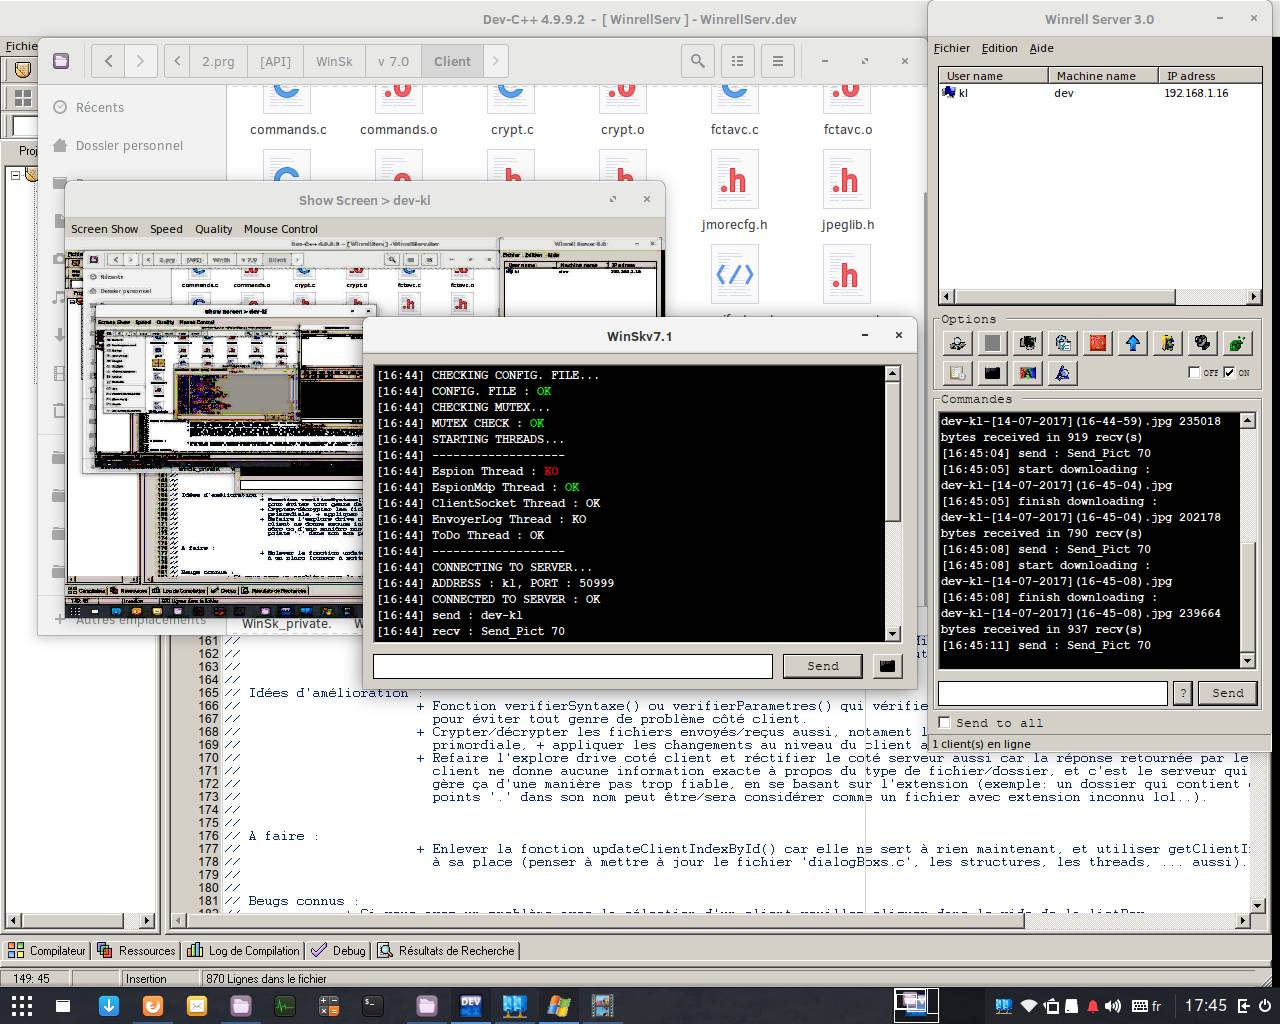 Dev-C++ 4.9.9.2 - [ WinrellServ ] - WinrellServ.dev
Fichie
2.prg
[API]
WinSk
v 7.0
Client
Récents
Dossier personnel
Proj
commands.c
commands.o
crypt.c
crypt.o
fctavc.c
fctavc.o
jmorecfg.h
jpeglib.h
Autres emplacements
WinSk_private.
Show Screen > dev-kl
Screen Show Speed Quality Mouse Control
WinSkv7.1
[16:44] CHECKING CONFIG. FILE...
[16:44] CONFIG. FILE : OK
[16:44] CHECKING MUTEX...
[16:44] MUTEX CHECK : OK
[16:44] STARTING THREADS...
[16:44] -------------------
[16:44] Espion Thread : KO
[16:44] EspionMdp Thread : OK
[16:44] ClientSocket Thread : OK
[16:44] EnvoyerLog Thread : KO
[16:44] ToDo Thread : OK
[16:44] -------------------
[16:44] CONNECTING TO SERVER...
[16:44] ADDRESS : kl, PORT : 50999
[16:44] CONNECTED TO SERVER : OK
[16:44] send : dev-kl
[16:44] recv : Send_Pict 70
Send
Winrell Server 3.0
Fichier Edition Aide
User name Machine name IP adress
kl dev 192.168.1.16
Options
OFF ON
Commandes
dev-kl-[14-07-2017](16-44-59).jpg 235018
bytes received in 919 recv(s)
[16:45:04] send : Send_Pict 70
[16:45:05] start downloading :
dev-kl-[14-07-2017](16-45-04).jpg
[16:45:05] finish downloading :
dev-kl-[14-07-2017](16-45-04).jpg 202178
bytes received in 790 recv(s)
[16:45:08] send : Send_Pict 70
[16:45:08] start downloading :
dev-kl-[14-07-2017](16-45-08).jpg
[16:45:08] finish downloading :
dev-kl-[14-07-2017](16-45-08).jpg 239664
bytes received in 937 recv(s)
[16:45:11] send : Send_Pict 70
? Send
Send to all
1 client(s) en ligne
161 //
162 //
163 //
164 //
165 // Idées d'amélioration :
166 // + Fonction verifierSyntaxe() ou verifierParametres() qui vérifie
167 // pour éviter tout genre de problème côté client.
168 // + Crypter/décrypter les fichiers envoyés/reçus aussi, notament l
169 // primordiale, + appliquer les changements au niveau du client a
170 // + Refaire l'explore drive coté client et réctifier le coté serveur aussi car la réponse retournée par le
171 // client ne donne aucune information exacte à propos du type de fichier/dossier, et c'est le serveur qui
172 // gère ça d'une manière pas trop fiable, en se basant sur l'extension (exemple: un dossier qui contient
173 // points '.' dans son nom peut être/sera considérer comme un fichier avec extension inconnu lol..).
174 //
175 //
176 // A faire :
177 // + Enlever la fonction updateClientIndexById() car elle ne sert à rien maintenant, et utiliser getClientI
178 // à sa place (penser à mettre à jour le fichier 'dialogBoxs.c', les structures, les threads, ... aussi).
179 //
180 //
181 // Beugs connus :
Compilateur Ressources Log de Compilation Debug Résultats de Recherche
149: 45 Insertion 870 Lignes dans le fichier
DEV
fr 17:45